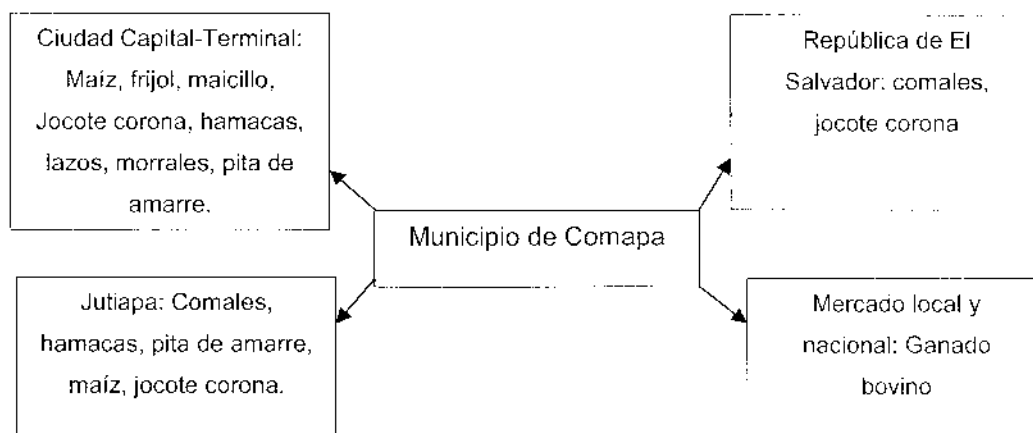 Ciudad Capital-Terminal:
Maíz, frijol, maicillo,
Jocote corona, hamacas,
lazos, morrales, pita de
amarre.
República de El
Salvador: comales,
jocote corona
Municipio de Comapa
Jutiapa: Comales,
hamacas, pita de amarre,
maíz, jocote corona.
Mercado local y
nacional: Ganado
bovino